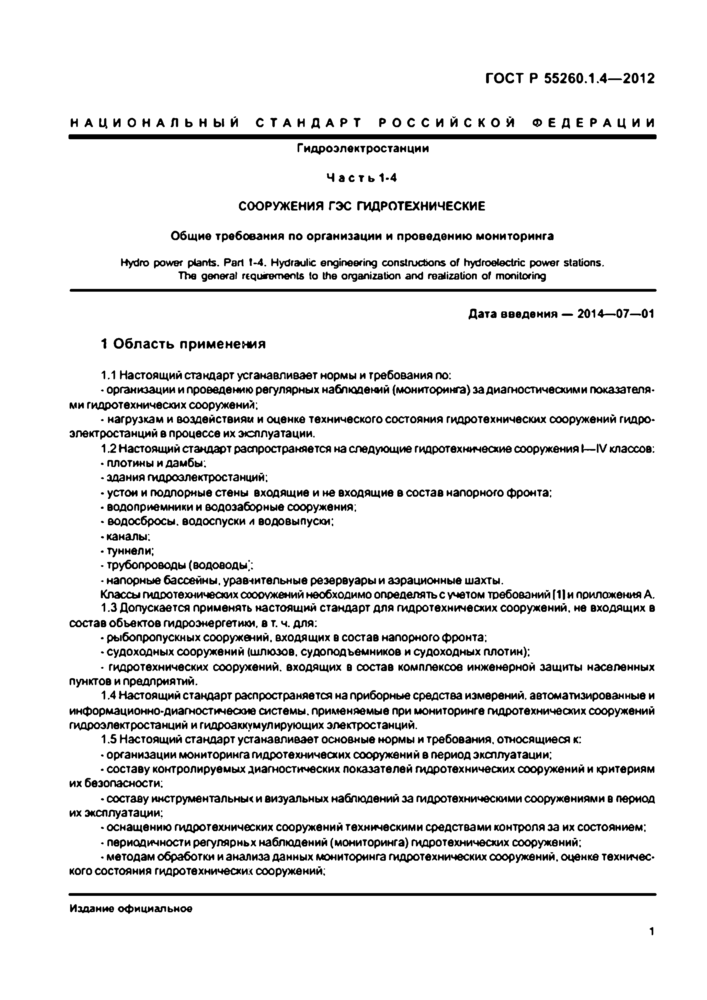 ГОСТ Р 55260.1.4—2012
НАЦИОНАЛЬНЫЙ СТАНДАРТ РОССИЙСКОЙ ФЕДЕРАЦИИ
Гидроэлектростанции
Часть 1-4
СООРУЖЕНИЯ ГЭС ГИДРОТЕХНИЧЕСКИЕ
Общие требования по организации и проведению мониторинга
Hydro power plants. Part 1-4. Hydraulic engineering constructions of hydroelectric power stations.
The general requirements to the organization and realization of monitoring
Дата введения — 2014—07—01
1 Область применения
1.1 Настоящий стандарт устанавливает нормы и требования по:
- организации и проведению регулярных наблюдений (мониторинга) за диагностическими показателя-
ми гидротехнических сооружений;
- нагрузкам и воздействиям и оценке технического состояния гидротехнических сооружений гидро-
электростанций в процессе их эксплуатации.
1.2 Настоящий стандарт распространяется на следующие гидротехнические сооружения I—IV классов:
- плотины и дамбы;
- здания гидроэлектростанций;
- устои и подпорные стены входящие и не входящие в состав напорного фронта;
- водоприемники и водозаборные сооружения;
- водосбросы, водоспуски и водовыпуски;
- каналы;
- туннели;
- трубопроводы (водоводы);
- напорные бассейны, уравнительные резервуары и аэрационные шахты.
Классы гидротехнических сооружений необходимо определять с учетом требований [1] и приложения А.
1.3 Допускается применять настоящий стандарт для гидротехнических сооружений, не входящих в
состав объектов гидроэнергетики, в т. ч. для:
- рыбопропускных сооружений, входящих в состав напорного фронта;
- судоходных сооружений (шлюзов, судоподъемников и судоходных плотин);
- гидротехнических сооружений, входящих в состав комплексов инженерной защиты населенных
пунктов и предприятий.
1.4 Настоящий стандарт распространяется на приборные средства измерений, автоматизированные и
информационно-диагностические системы, применяемые при мониторинге гидротехнических сооружений
гидроэлектростанций и гидроаккумулирующих электростанций.
1.5 Настоящий стандарт устанавливает основные нормы и требования, относящиеся к:
- организации мониторинга гидротехнических сооружений в период эксплуатации;
- составу контролируемых диагностических показателей гидротехнических сооружений и критериям
их безопасности;
- составу инструментальных и визуальных наблюдений за гидротехническими сооружениями в период
их эксплуатации;
- оснащению гидротехнических сооружений техническими средствами контроля за их состоянием;
- периодичности регулярных наблюдений (мониторинга) гидротехнических сооружений;
- методам обработки и анализа данных мониторинга гидротехнических сооружений, оценке техничес-
кого состояния гидротехнических сооружений;
Издание официальное
1